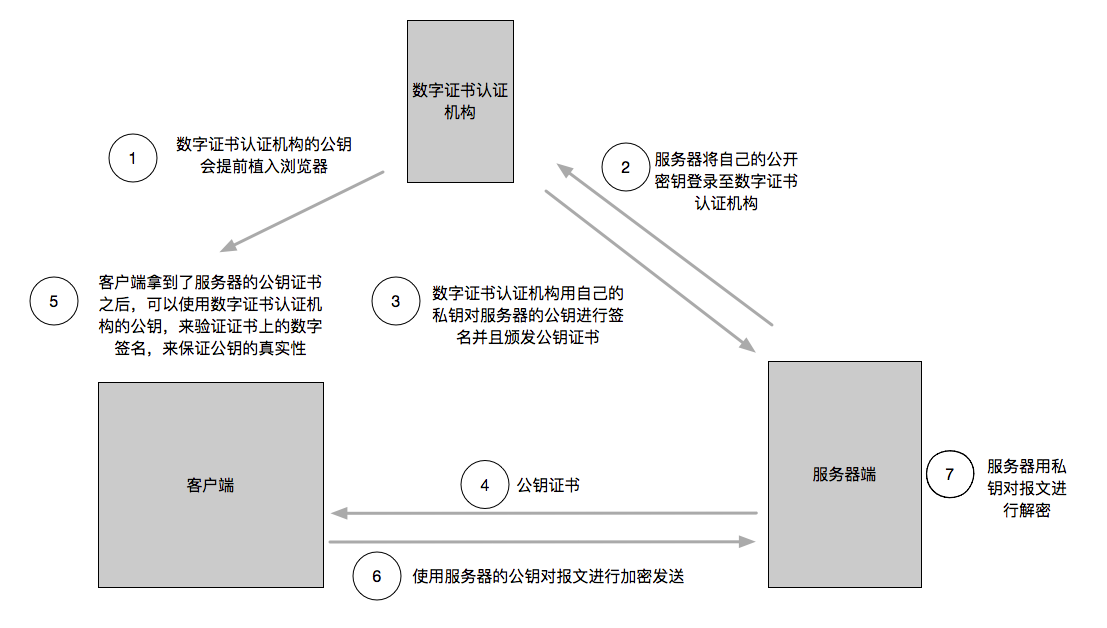 数字证书认证
机构
1
数字证书认证机构的公钥
会提前植入浏览器
2
服务器将自己的公开
密钥登录至数字证书
认证机构
5
客户端拿到了服务器的公钥证书
之后，可以使用数字证书认证机
构的公钥，来验证证书上的数字
签名，来保证公钥的真实性
3
数字证书认证机构用自己的
私钥对服务器的公钥进行签
名并且颁发公钥证书
客户端
4
公钥证书
服务器端
7
服务器用私
钥对报文进
行解密
6
使用服务器的公钥对报文进行加密发送